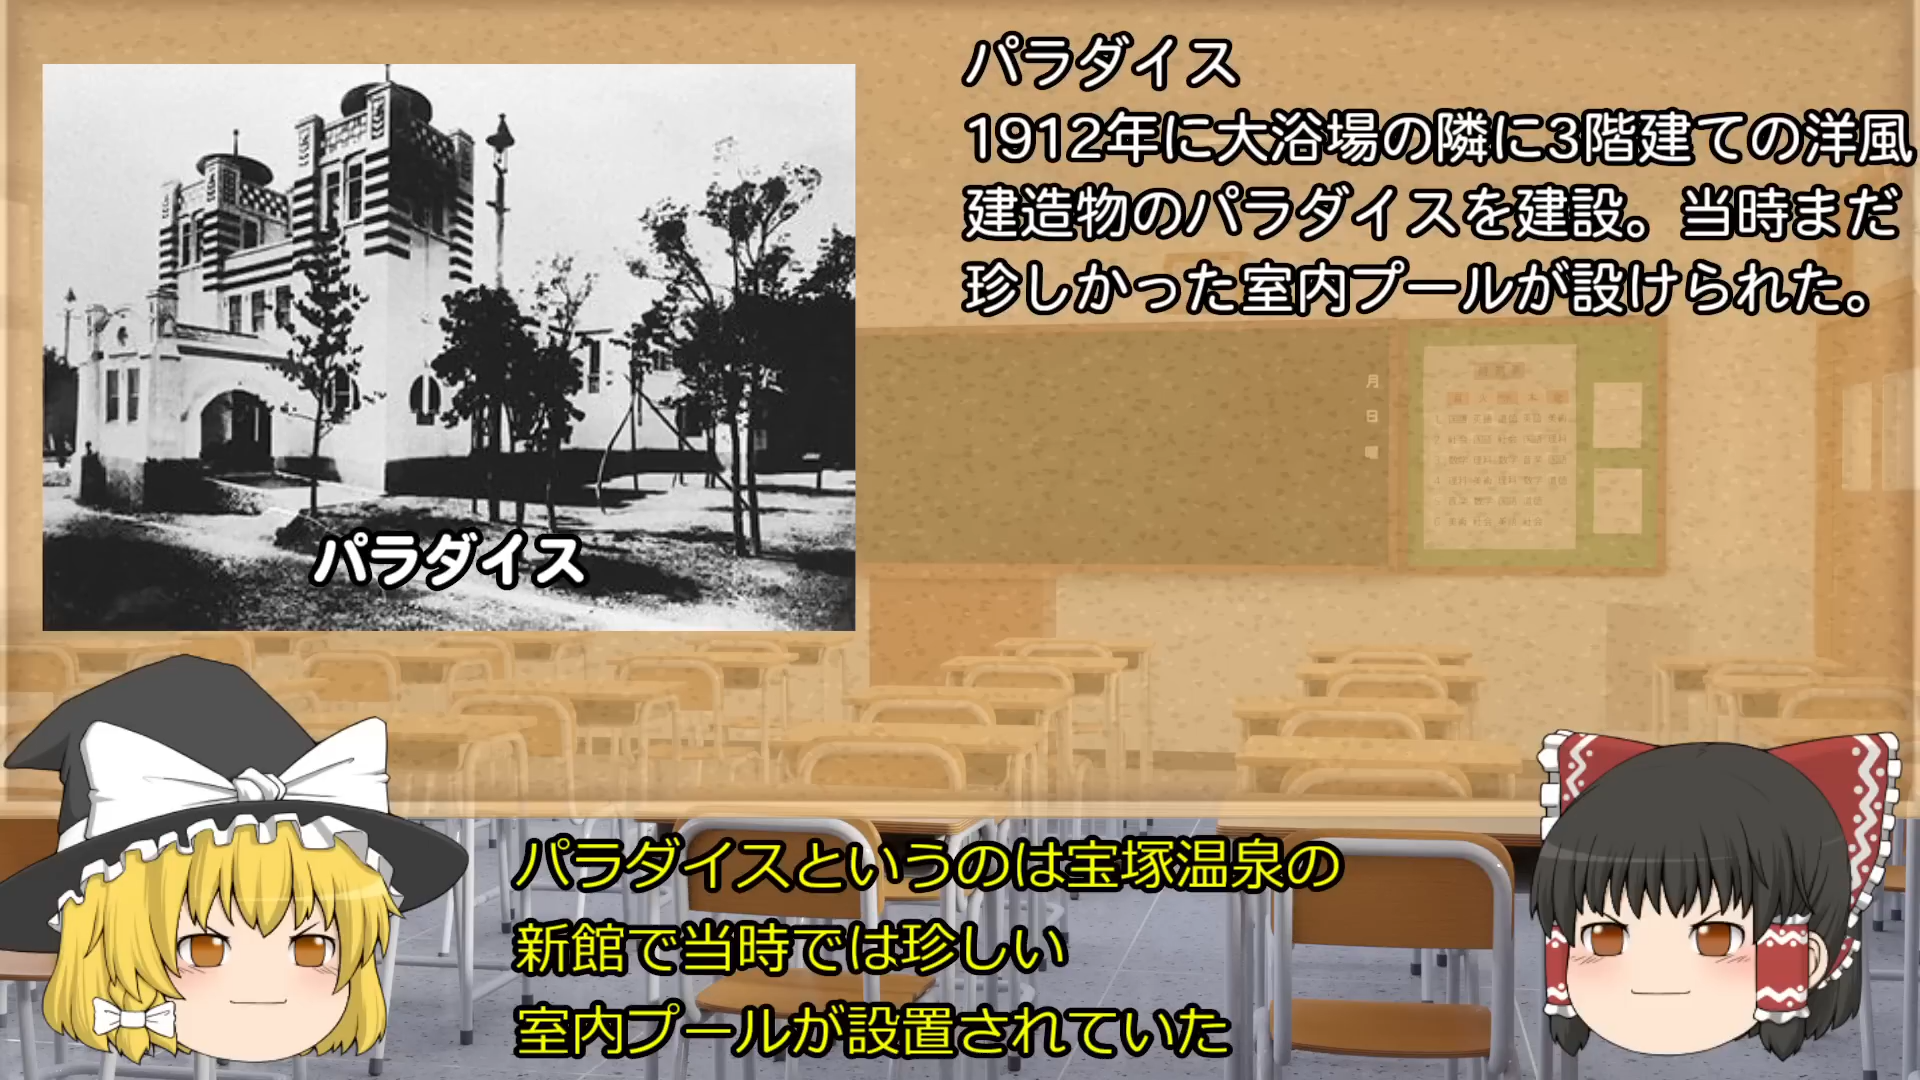 パラダイス
1912年に大浴場の隣に3階建ての洋風
建造物のパラダイスを建設。当時まだ
珍しかった室内プールが設けられた。
パラダイス
月
日
パラダイスというのは宝塚温泉の
新館で当時では珍しい
室内プールが設置されていた